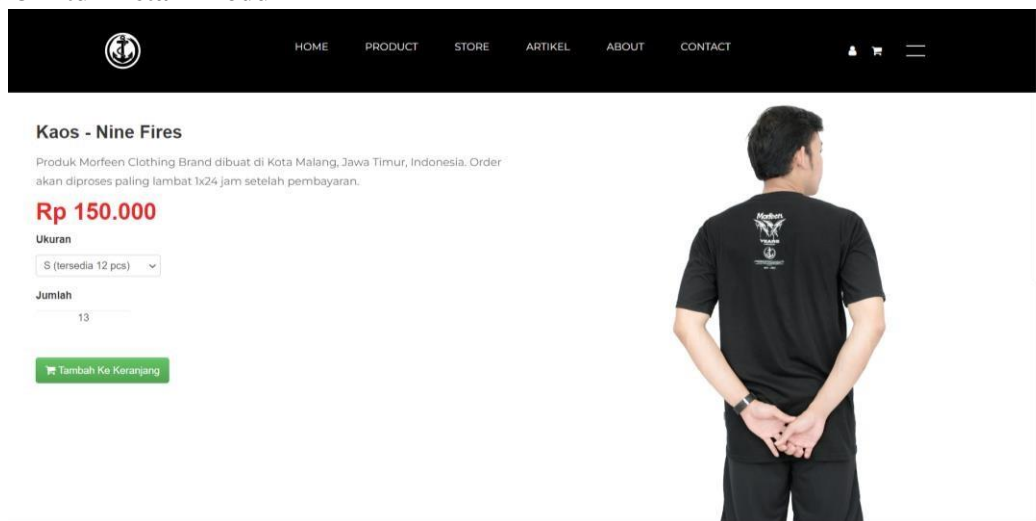 HOME PRODUCT STORE ARTIKEL ABOUT CONTACT
Kaos - Nine Fires
Produk Morfeen Clothing Brand dibuat di Kota Malang, Jawa Timur, Indonesia. Order
akan diproses paling lambat 1x24 jam setelah pembayaran.
Rp 150.000
Ukuran
S (tersedia 12 pcs)
Jumlah
13
Tambah Ke Keranjang
Morfeen
YEARS